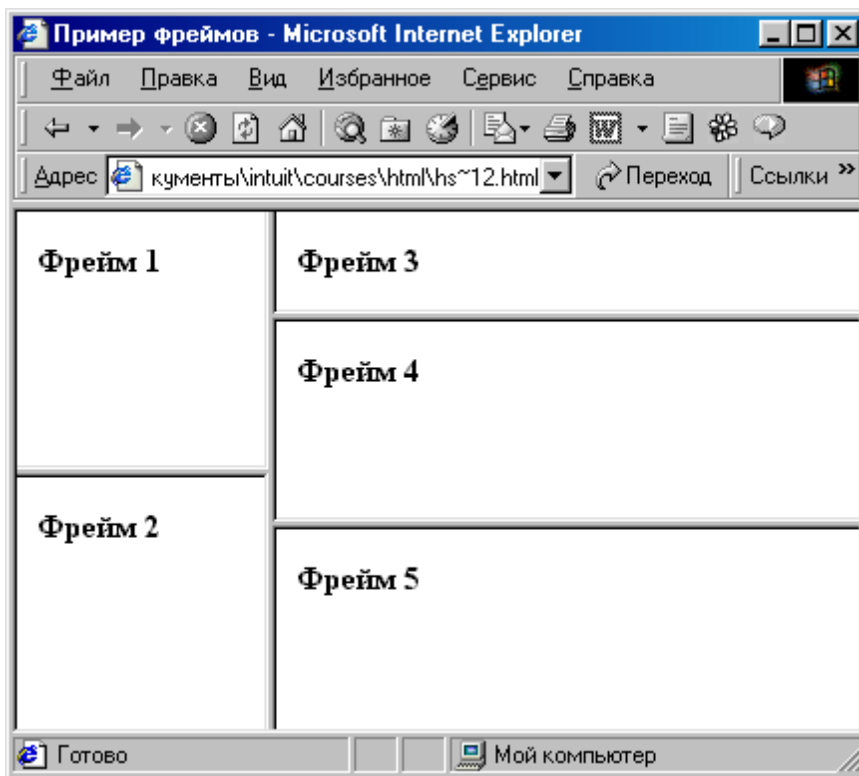 Пример фреймов - Microsoft Internet Explorer
Файл Правка Вид Избранное Сервис Справка
Адрес кументы\intuit\courses\html\hs~12.html Переход Ссылки »
Фрейм 1
Фрейм 2
Фрейм 3
Фрейм 4
Фрейм 5
Готово Мой компьютер